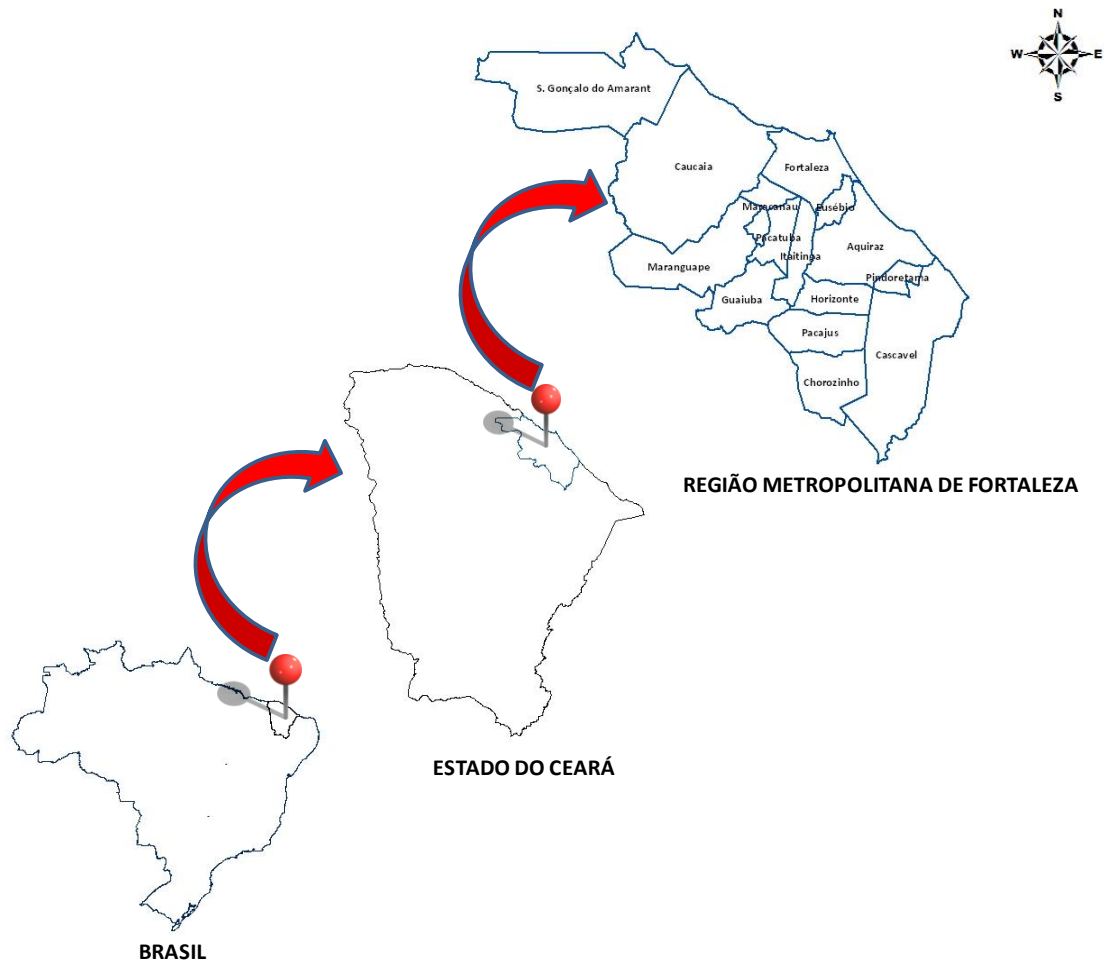 N
W
E
S
S. Gonçalo do Amarant
Caucaia
Fortaleza
Maracanau
Eusébio
Pacatuba
Aquiraz
Itaitinga
Maranguape
Pindoretama
Guaiuba
Horizonte
Pacajus
Cascavel
Chorozinho
REGIÃO METROPOLITANA DE FORTALEZA
ESTADO DO CEARÁ
BRASIL